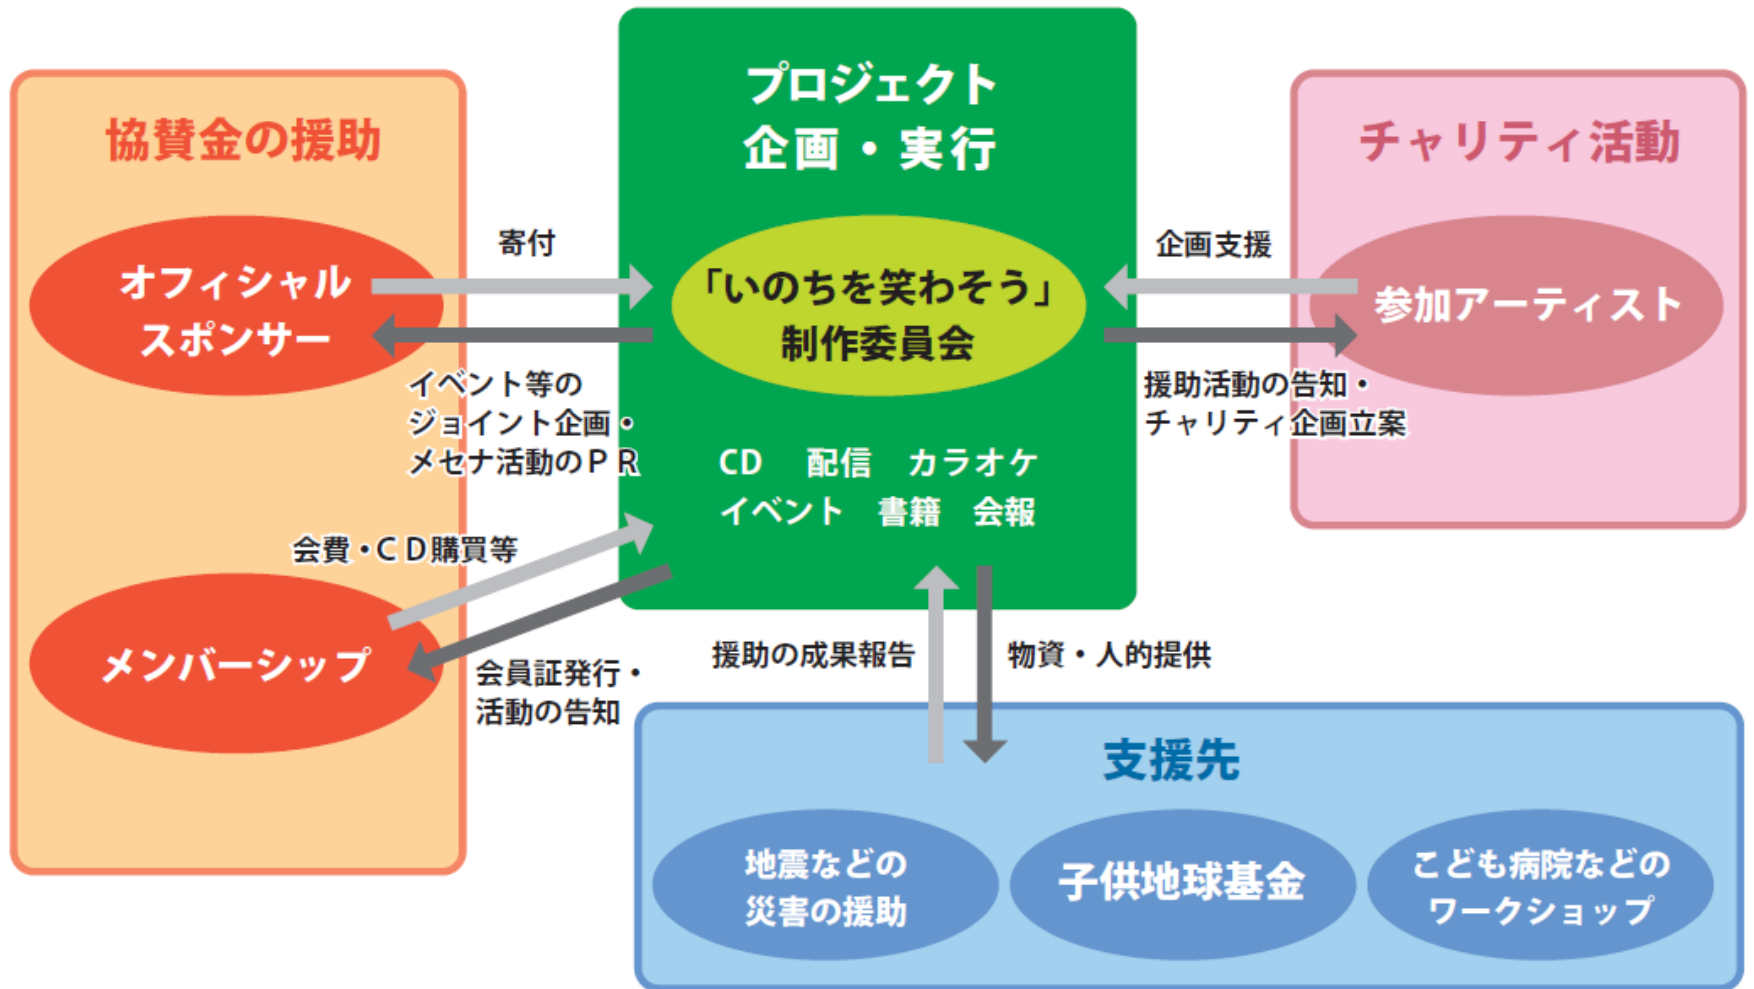 協賛金の援助
オフィシャル
スポンサー
メンバーシップ
寄付
イベント等の
ジョイント企画・
メセナ活動のＰＲ
会費・ＣＤ購買等
会員証発行・
活動の告知
プロジェクト
企画・実行
「いのちを笑わそう」
制作委員会
CD　配信　カラオケ
イベント　書籍　会報
企画支援
援助活動の告知・
チャリティ企画立案
チャリティ活動
参加アーティスト
援助の成果報告
物資・人的提供
支援先
地震などの
災害の援助
子供地球基金
こども病院などの
ワークショップ